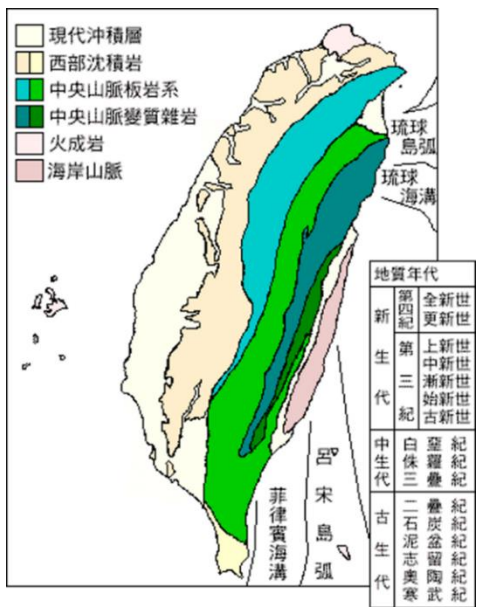 現代沖積層
西部沈積岩
中央山脈板岩系
中央山脈變質雜岩
火成岩
海岸山脈
琉球
島弧
琉球
海溝
呂宋島弧
菲律賓海溝
地質年代
新生代
第四紀
全新世
更新世
第三紀
上新世
中新世
漸新世
始新世
古新世
中生代
白堊紀
侏羅紀
三疊紀
古生代
二疊紀
石炭紀
泥盆紀
志留紀
奧陶紀
寒武紀